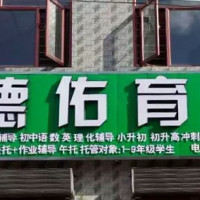 德佑育
辅导 初中语 数 英 理 化辅导 小升初 初升高冲刺
托+作业辅导 午托 托管对象:1-9年级学生 电